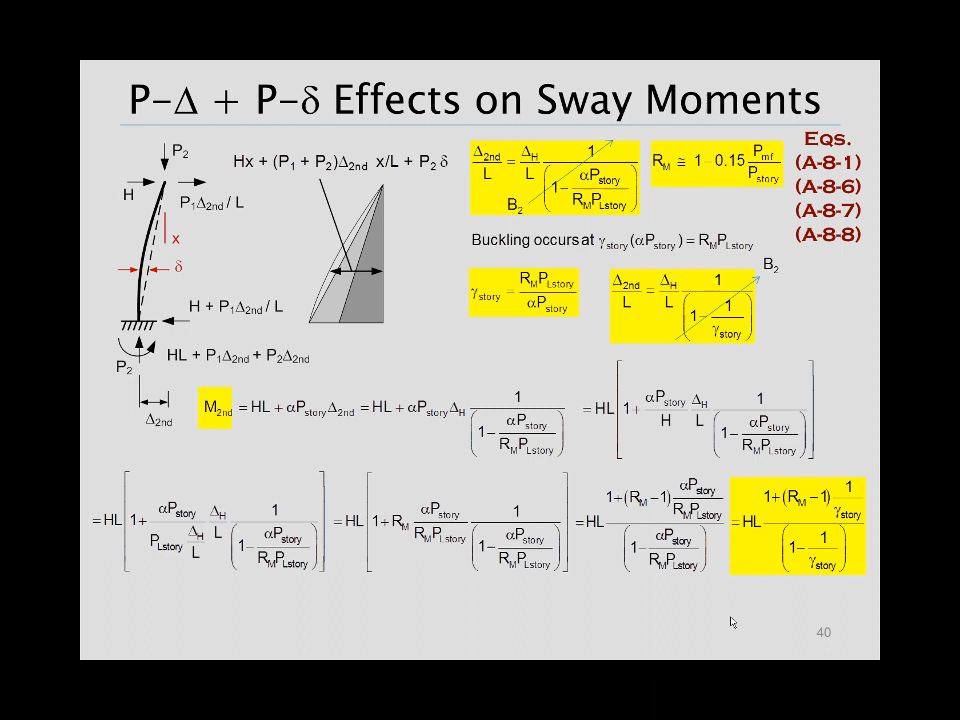 P–Δ + P–δ Effects on Sway Moments
Eqs.
(A-8-1)
(A-8-6)
(A-8-7)
(A-8-8)
P₂
H
P₁Δ2nd / L
x
δ
H + P₁Δ2nd / L
P₂
HL + P₁Δ2nd + P₂Δ2nd
Δ2nd
Hx + (P₁ + P₂)Δ2nd x/L + P₂ δ
Δ2nd/L = ΔH/L 1/(1− αPstory/RMPLstory)
B₂
RM ≅ 1−0.15 Pmf/Pstory
Buckling occurs at γstory (αPstory) = RMPLstory
γstory = RMPLstory/αPstory
Δ2nd/L = ΔH/L 1/(1− 1/γstory)
B₂
M2nd = HL + αPstoryΔ2nd = HL + αPstoryΔH 1/(1− αPstory/RMPLstory) = HL[1+ αPstory/H ΔH/L 1/(1− αPstory/RMPLstory)]
= HL[1+ αPstory/(PLstory ΔH/L) ΔH/L 1/(1− αPstory/RMPLstory)] = HL[1+ RM αPstory/RMPLstory 1/(1− αPstory/RMPLstory)] = HL (1+(RM −1) αPstory/RMPLstory)/(1− αPstory/RMPLstory) = HL (1+(RM −1) 1/γstory)/(1− 1/γstory)
40